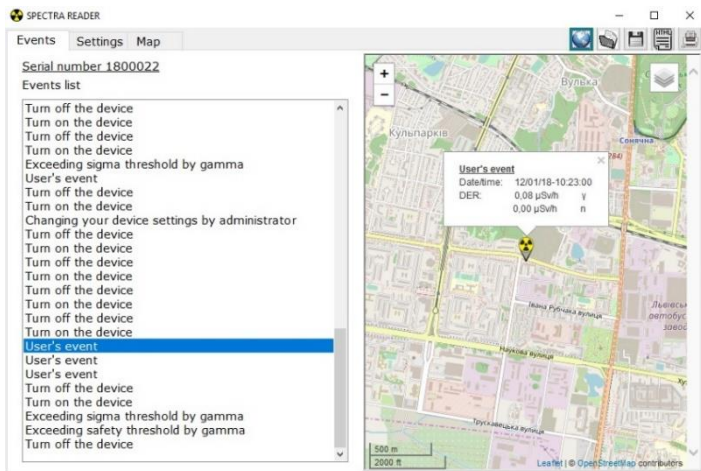 SPECTRA READER
Events Settings Map
HTML
Serial number 1800022
Events list
Turn off the device
Turn on the device
Turn off the device
Turn on the device
Exceeding sigma threshold by gamma
User's event
Turn off the device
Turn on the device
Changing your device settings by administrator
Turn off the device
Turn on the device
Turn off the device
Turn on the device
Turn off the device
Turn on the device
Turn off the device
Turn on the device
User's event
User's event
User's event
Turn off the device
Turn on the device
Exceeding sigma threshold by gamma
Exceeding safety threshold by gamma
Turn off the device
+
−
Вулька
Кульпарків
Сонячна
784)
User's event
Date/time: 12/01/18-10:23:00
DER: 0,08 µSv/h γ
0,00 µSv/h n
Івана Рубчака вулиця
Львівсь
автобус
заво
Наукова вулиця
Трускавецька вулиця
500 m
2000 ft
Leaflet | © OpenStreetMap contributors